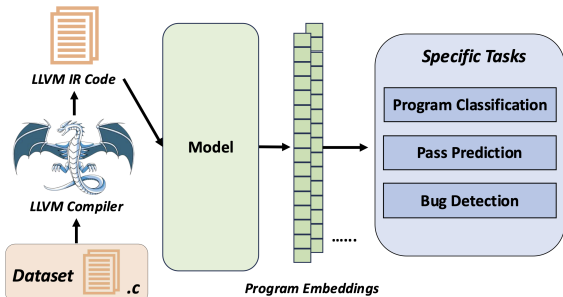 LLVM IR Code
LLVM Compiler
Dataset
.c
Model
......
Program Embeddings
Specific Tasks
Program Classification
Pass Prediction
Bug Detection